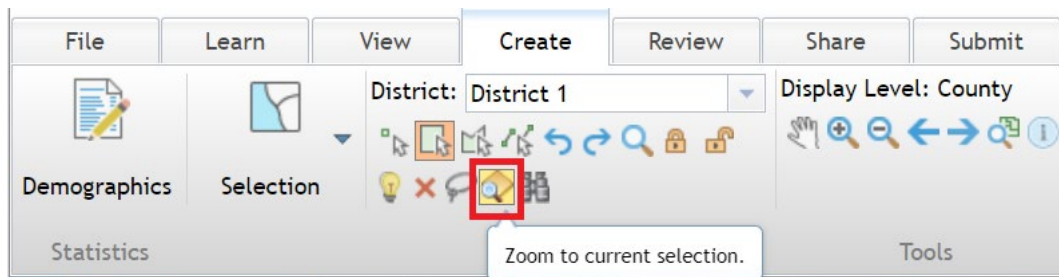 File Learn View Create Review Share Submit
District: District 1 Display Level: County
Demographics Selection
Zoom to current selection.
Statistics Tools